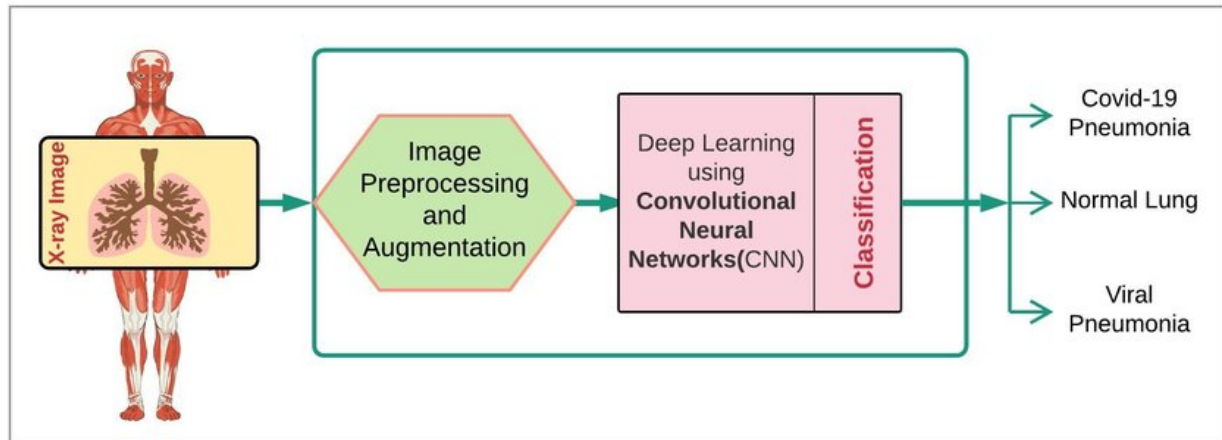 X-ray Image
Image
Preprocessing
and
Augmentation
Deep Learning
using
Convolutional
Neural
Networks(CNN)
Classification
Covid-19
Pneumonia
Normal Lung
Viral
Pneumonia